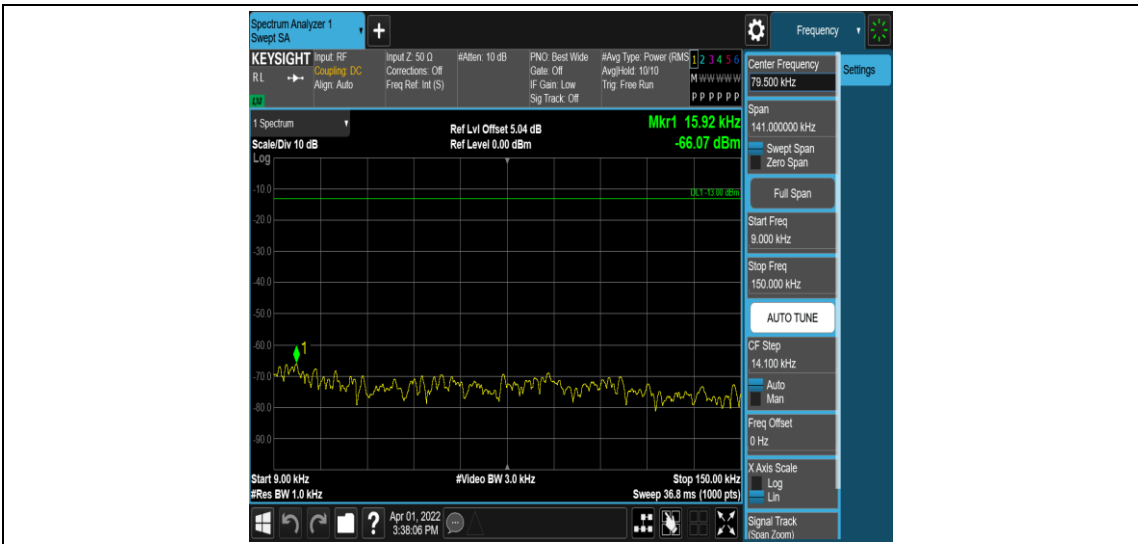 Spectrum Analyzer 1
Swept SA
+
Frequency
KEYSIGHT
RL
LXI
Input: RF
Coupling: DC
Align: Auto
Input Z: 50 Ω
Corrections: Off
Freq Ref: Int (S)
#Atten: 10 dB
PNO: Best Wide
Gate: Off
IF Gain: Low
Sig Track: Off
#Avg Type: Power (RMS
Avg|Hold: 10/10
Trig: Free Run
1 2 3 4 5 6
M W W W W W
P P P P P P
1 Spectrum
Scale/Div 10 dB
Ref Lvl Offset 5.04 dB
Ref Level 0.00 dBm
Mkr1 15.92 kHz
-66.07 dBm
Log
DL1 -13.00 dBm
-10.0
-20.0
-30.0
-40.0
-50.0
-60.0
1
-70.0
-80.0
-90.0
Start 9.00 kHz
#Video BW 3.0 kHz
Stop 150.00 kHz
#Res BW 1.0 kHz
Sweep 36.8 ms (1000 pts)
?
Apr 01, 2022
3:38:06 PM
Center Frequency
79.500 kHz
Settings
Span
141.000000 kHz
Swept Span
Zero Span
Full Span
Start Freq
9.000 kHz
Stop Freq
150.000 kHz
AUTO TUNE
CF Step
14.100 kHz
Auto
Man
Freq Offset
0 Hz
X Axis Scale
Log
Lin
Signal Track
(Span Zoom)